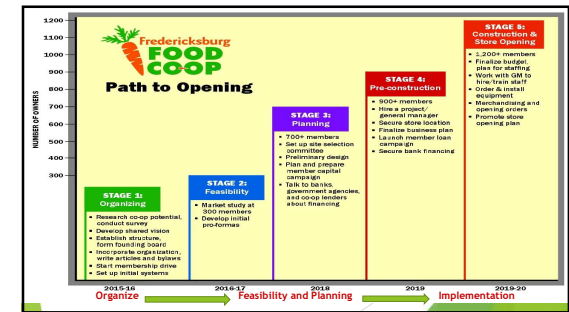 Fredericksburg
FOOD
CO-OP
Path to Opening
NUMBER OF OWNERS
1200
1100
1000
900
800
700
600
500
400
300
STAGE 1:
Organizing
• Research co-op potential,
conduct survey
• Develop shared vision
• Establish structure,
form founding board
• Incorporate organization,
write articles and bylaws
• Start membership drive
• Set up initial systems
STAGE 2:
Feasibility
• Market study at
300 members
• Develop initial
pro-formas
STAGE 3:
Planning
• 700+ members
• Set up site selection
committee
• Preliminary design
• Plan and prepare
member capital
campaign
• Talk to banks,
government agencies,
and co-op lenders
about financing
STAGE 4:
Pre-construction
• 900+ members
• Hire a project/
general manager
• Secure store location
• Finalize business plan
• Launch member loan
campaign
• Secure bank financing
STAGE 5:
Construction &
Store Opening
• 1,200+ members
• Finalize budget,
plan for staffing
• Work with GM to
hire/train staff
• Order & install
equipment
• Merchandising and
opening orders
• Promote store
opening plan
2015-16
2016-17
2018
2019
2019-20
Organize
Feasibility and Planning
Implementation